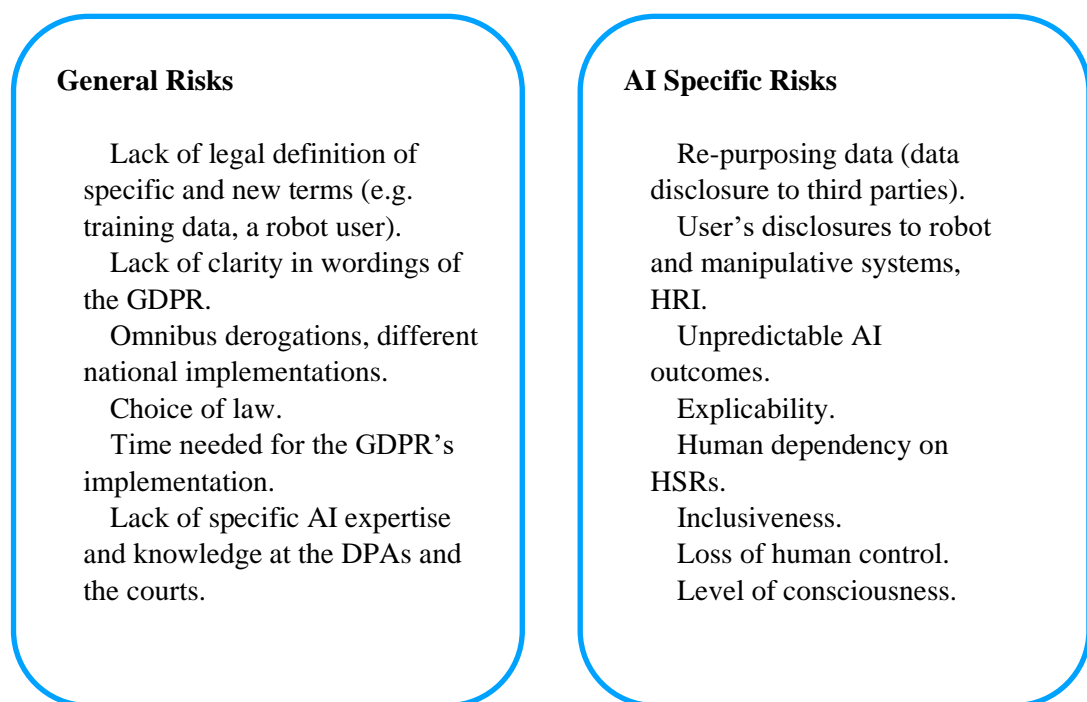 General Risks
Lack of legal definition of
specific and new terms (e.g.
training data, a robot user).
Lack of clarity in wordings of
the GDPR.
Omnibus derogations, different
national implementations.
Choice of law.
Time needed for the GDPR’s
implementation.
Lack of specific AI expertise
and knowledge at the DPAs and
the courts.
AI Specific Risks
Re-purposing data (data
disclosure to third parties).
User’s disclosures to robot
and manipulative systems,
HRI.
Unpredictable AI
outcomes.
Explicability.
Human dependency on
HSRs.
Inclusiveness.
Loss of human control.
Level of consciousness.